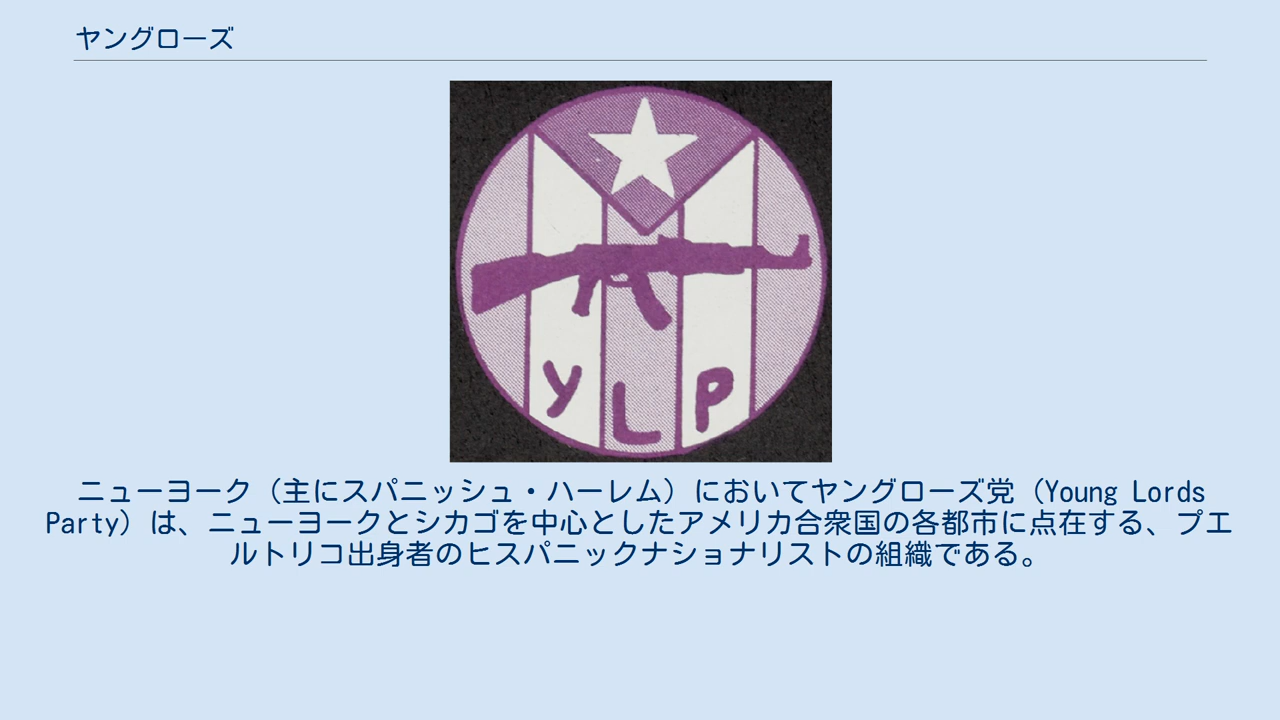 ヤングローズ
Y L P
ニューヨーク（主にスパニッシュ・ハーレム）においてヤングローズ党（Young Lords
Party）は、ニューヨークとシカゴを中心としたアメリカ合衆国の各都市に点在する、プエ
ルトリコ出身者のヒスパニックナショナリストの組織である。